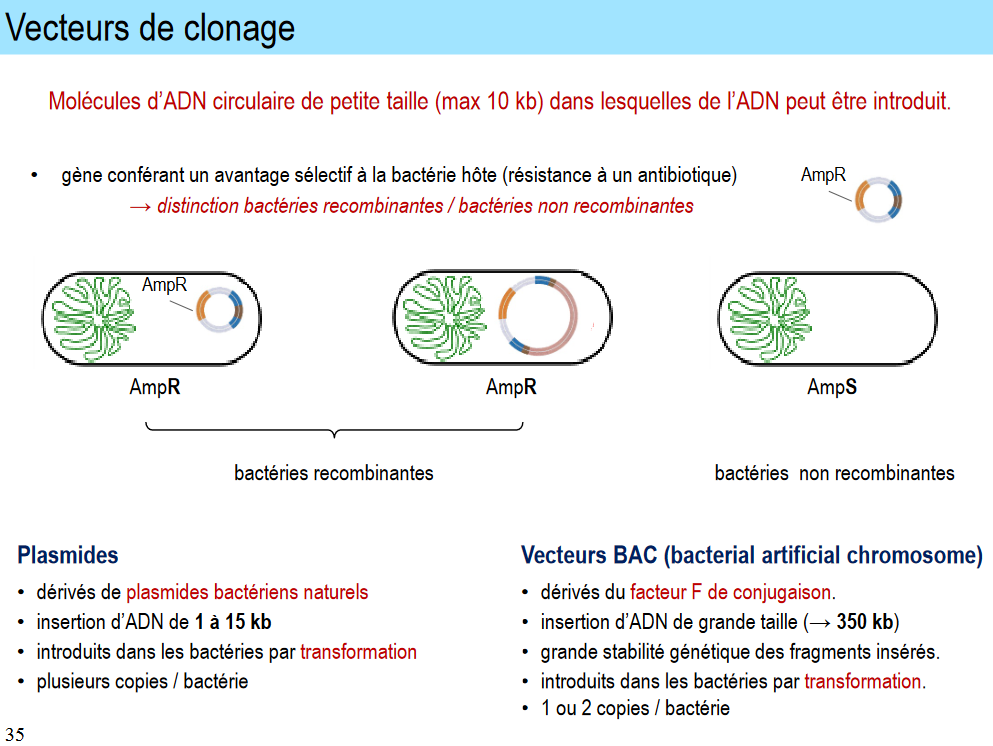 Vecteurs de clonage
Molécules d’ADN circulaire de petite taille (max 10 kb) dans lesquelles de l’ADN peut être introduit.
• gène conférant un avantage sélectif à la bactérie hôte (résistance à un antibiotique)
→ distinction bactéries recombinantes / bactéries non recombinantes
AmpR
AmpR
AmpR
AmpR
AmpS
bactéries recombinantes
bactéries non recombinantes
Plasmides
• dérivés de plasmides bactériens naturels
• insertion d’ADN de 1 à 15 kb
• introduits dans les bactéries par transformation
• plusieurs copies / bactérie
Vecteurs BAC (bacterial artificial chromosome)
• dérivés du facteur F de conjugaison.
• insertion d’ADN de grande taille (→ 350 kb)
• grande stabilité génétique des fragments insérés.
• introduits dans les bactéries par transformation.
• 1 ou 2 copies / bactérie
35